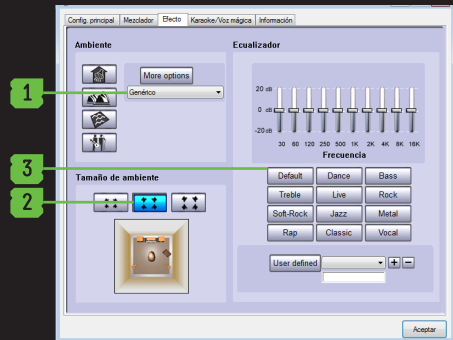 Config. principal Mezclador Efecto Karaoke/Voz mágica Información
Ambiente
More options
Genérico
1
Tamaño de ambiente
2
3
Ecualizador
20 dB
0 dB
-20 dB
30 60 120 250 500 1K 2K 4K 8K 16K
Frecuencia
Default Dance Bass
Treble Live Rock
Soft-Rock Jazz Metal
Rap Classic Vocal
User defined
Aceptar